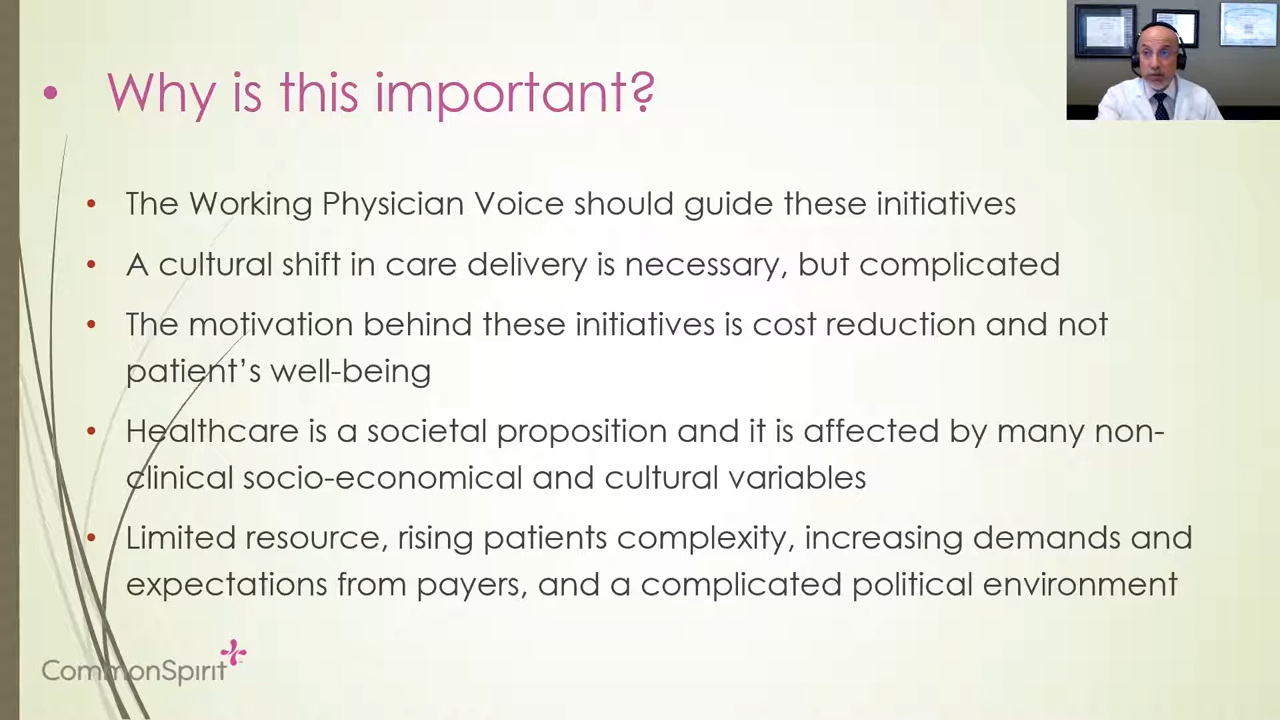 • Why is this important?
• The Working Physician Voice should guide these initiatives
• A cultural shift in care delivery is necessary, but complicated
• The motivation behind these initiatives is cost reduction and not
patient’s well-being
• Healthcare is a societal proposition and it is affected by many non-
clinical socio-economical and cultural variables
• Limited resource, rising patients complexity, increasing demands and
expectations from payers, and a complicated political environment
CommonSpirit